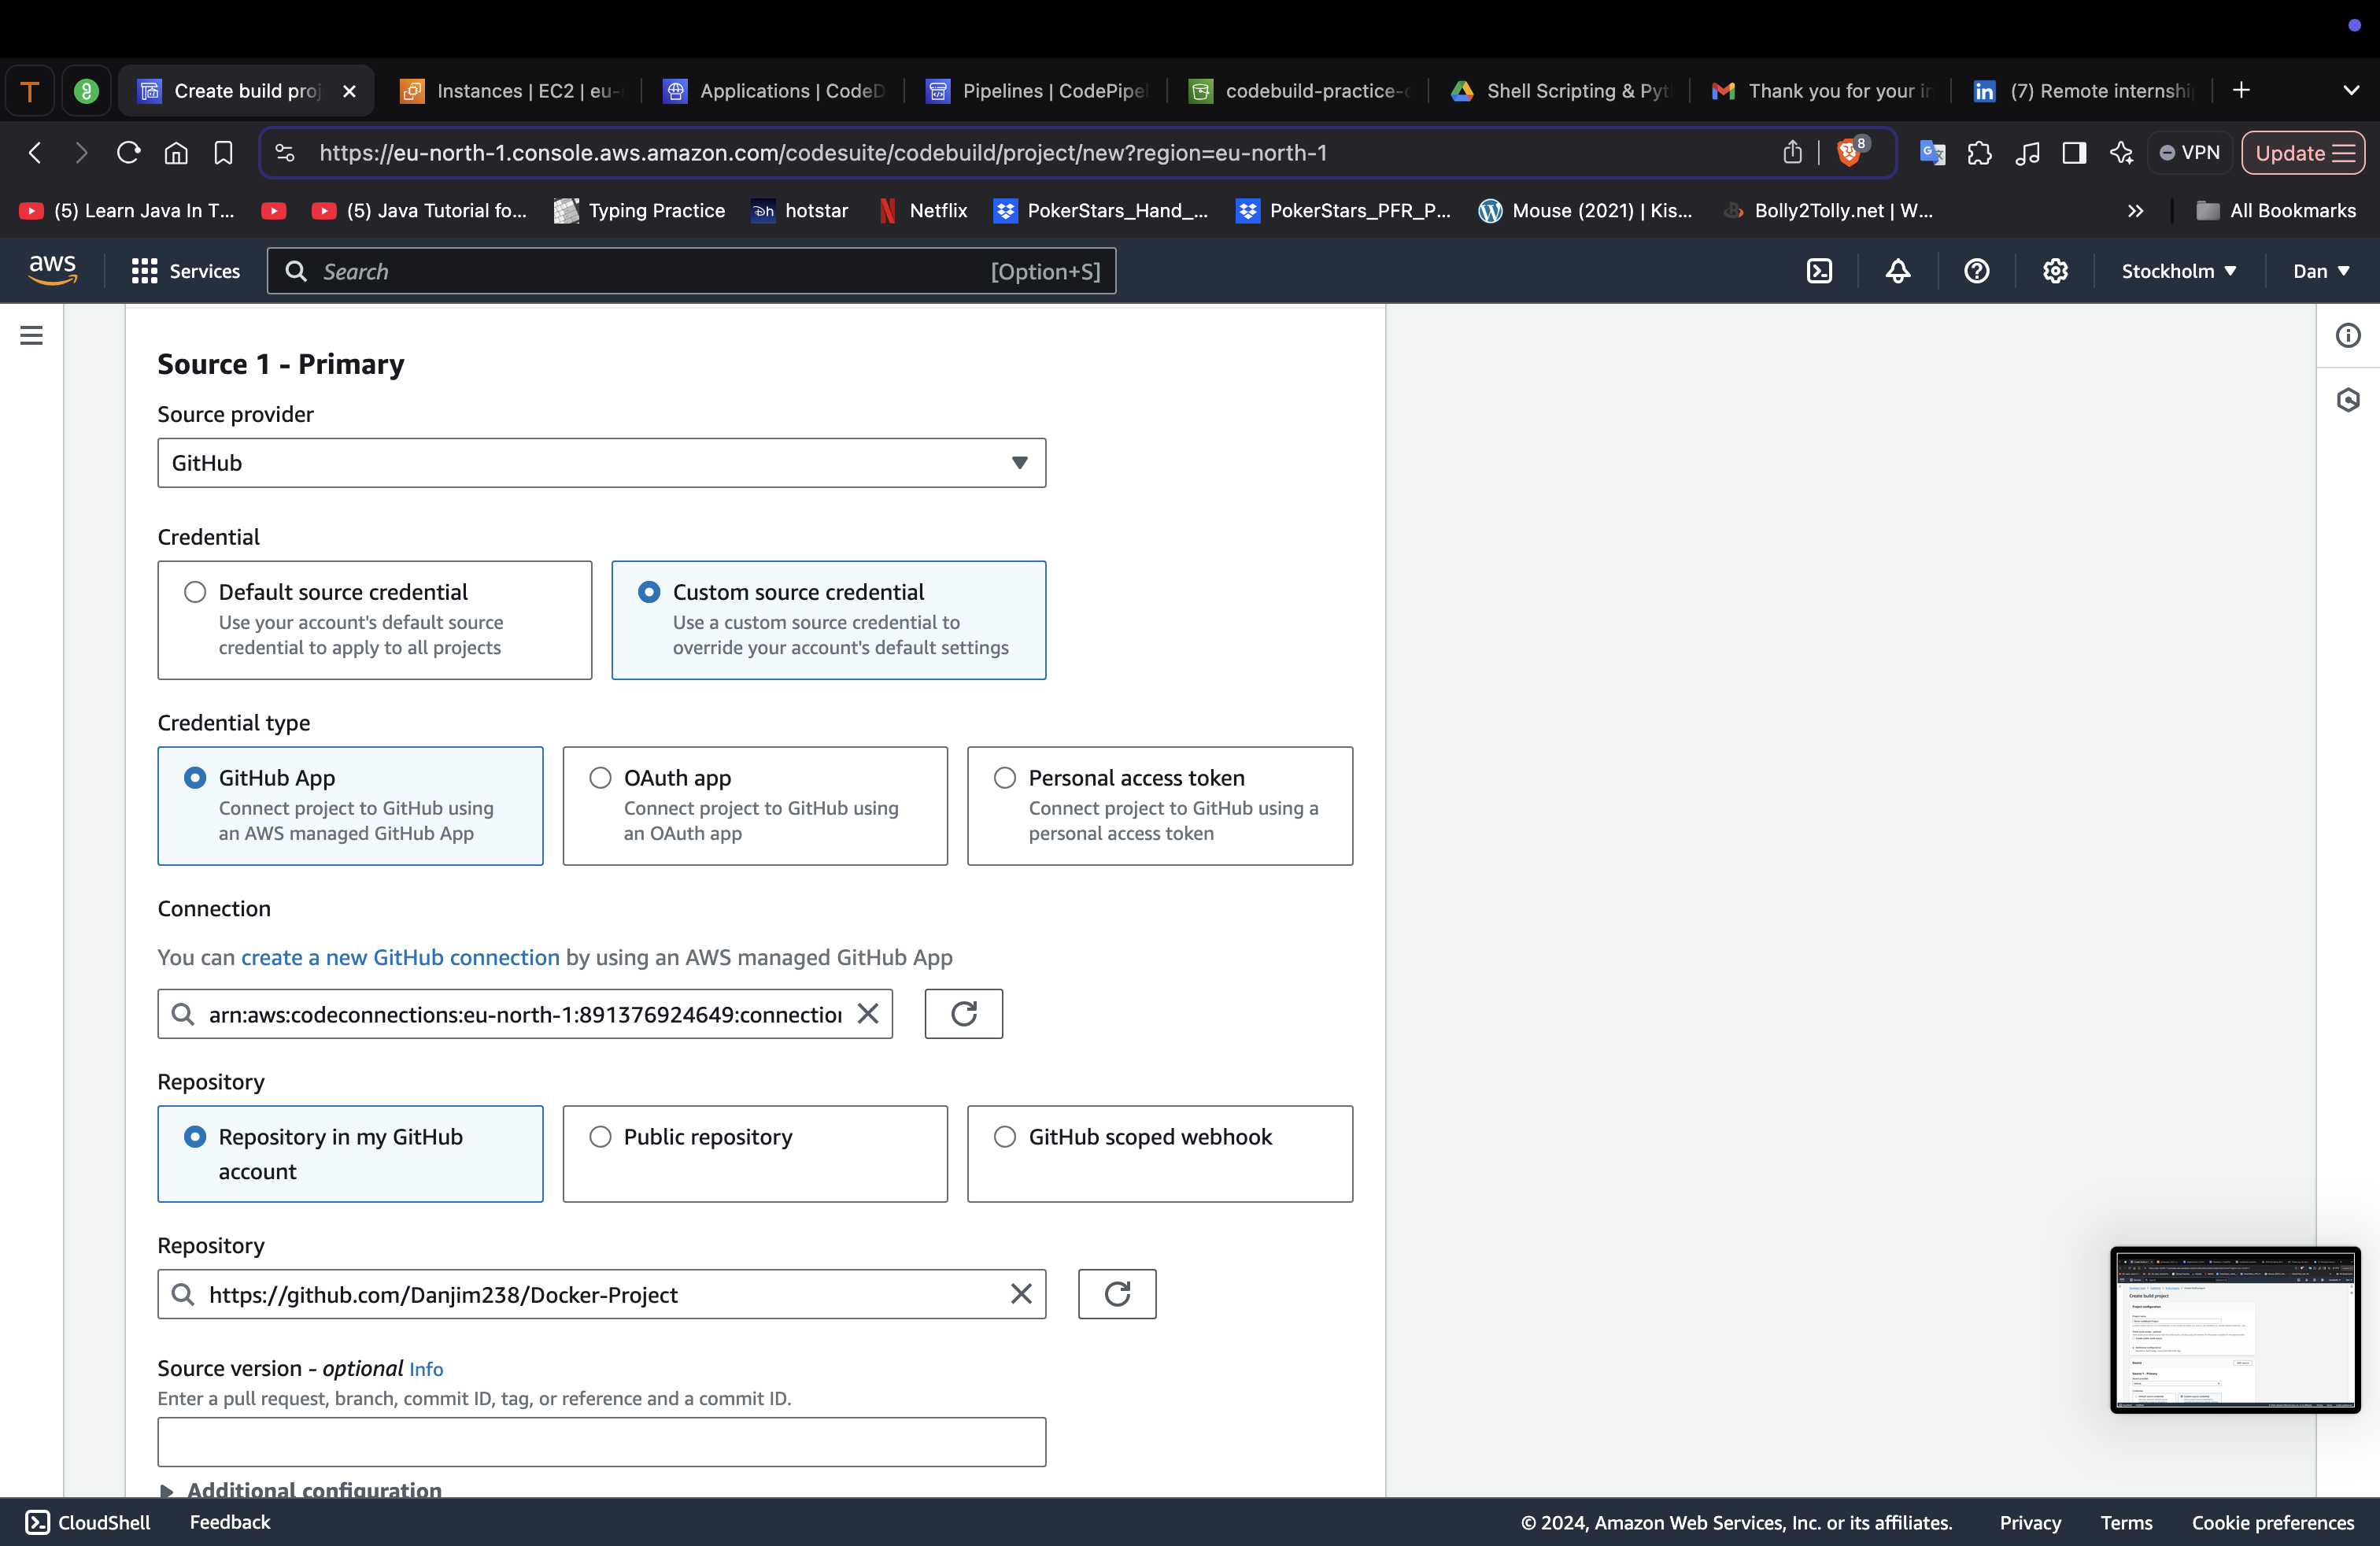 T
Create build proj
Instances | EC2 | eu-
Applications | CodeD
Pipelines | CodePipe
codebuild-practice-
Shell Scripting & Pyt
Thank you for your in
in
(7) Remote internshi
https://eu-north-1.console.aws.amazon.com/codesuite/codebuild/project/new?region=eu-north-1
8
VPN
Update
(5) Learn Java In T...
(5) Java Tutorial fo...
Typing Practice
hotstar
Netflix
PokerStars_Hand_...
PokerStars_PFR_P...
Mouse (2021) | Kis...
Bolly2Tolly.net | W...
All Bookmarks
aws
Services
Search
[Option+S]
Stockholm
Dan
Source 1 - Primary
Source provider
GitHub
Credential
Default source credential
Use your account's default source
credential to apply to all projects
Custom source credential
Use a custom source credential to
override your account's default settings
Credential type
GitHub App
Connect project to GitHub using
an AWS managed GitHub App
OAuth app
Connect project to GitHub using
an OAuth app
Personal access token
Connect project to GitHub using a
personal access token
Connection
You can create a new GitHub connection by using an AWS managed GitHub App
arn:aws:codeconnections:eu-north-1:891376924649:connection
Repository
Repository in my GitHub
account
Public repository
GitHub scoped webhook
Repository
https://github.com/Danjim238/Docker-Project
Source version - optional Info
Enter a pull request, branch, commit ID, tag, or reference and a commit ID.
Additional configuration
CloudShell
Feedback
© 2024, Amazon Web Services, Inc. or its affiliates.
Privacy
Terms
Cookie preferences